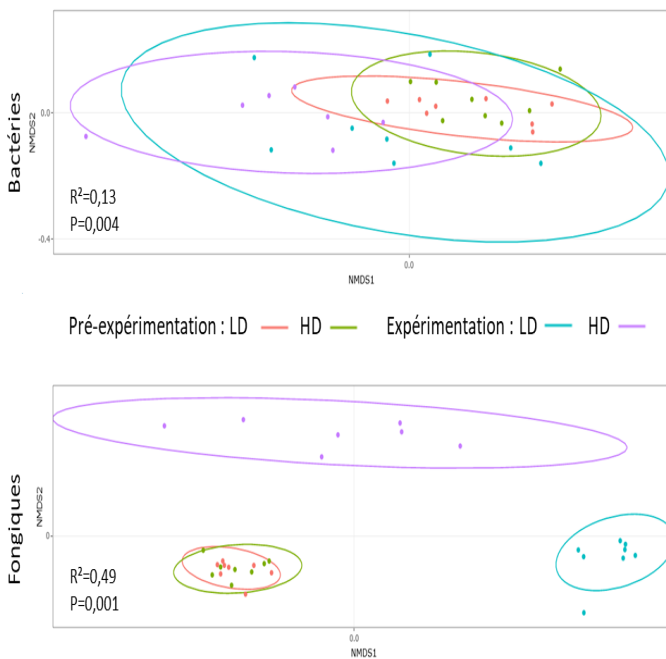 Bactéries
NMDS2
0.0
-0.4
R²=0,13
P=0,004
0.0
NMDS1
Pré-expérimentation : LD HD Expérimentation : LD HD
Fongiques
NMDS2
0
R²=0,49
P=0,001
0.0
NMDS1